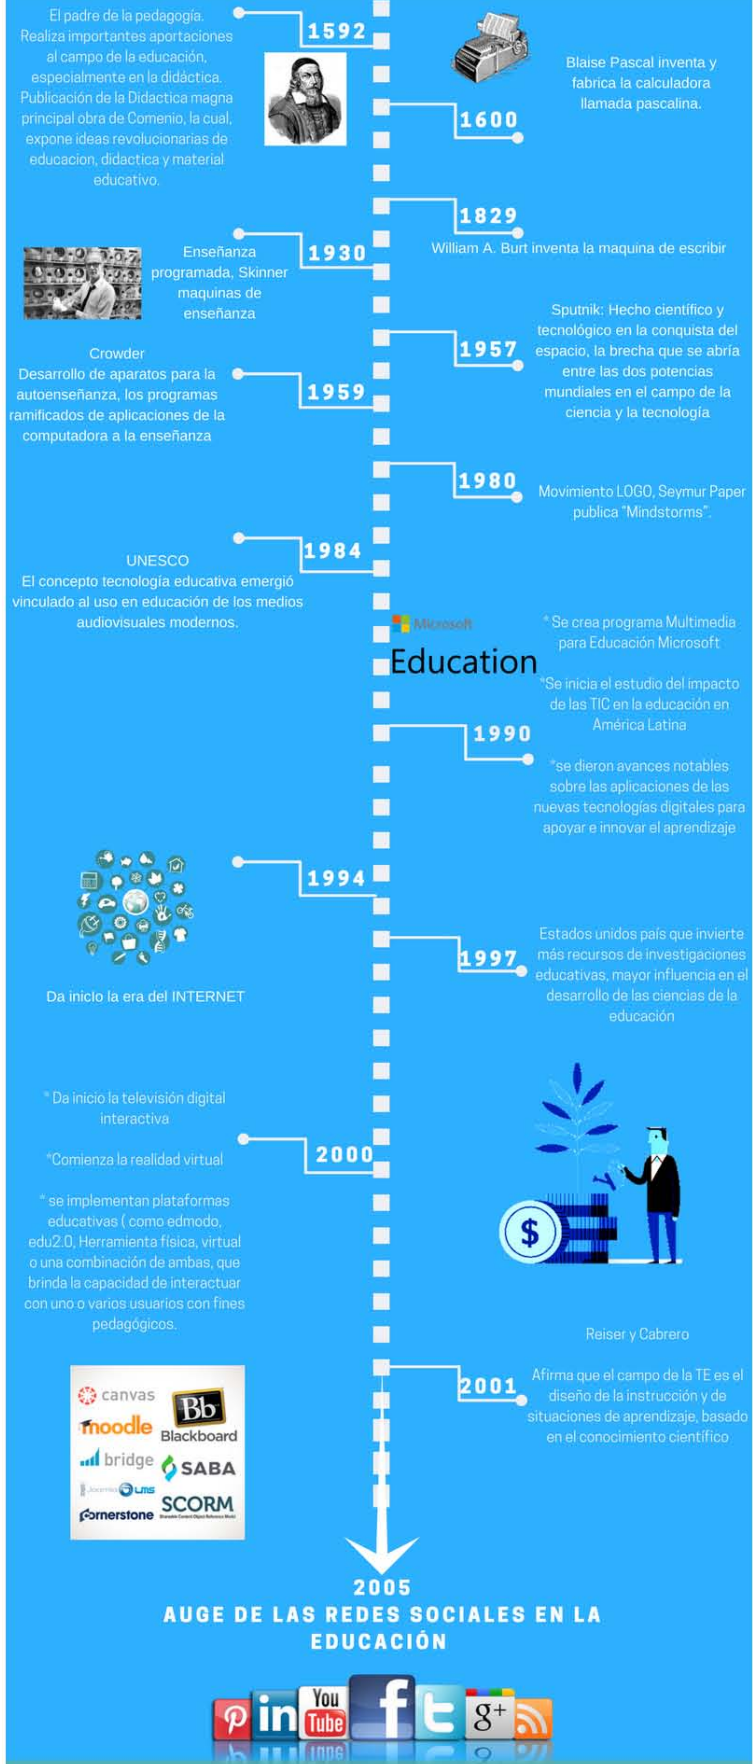 El padre de la pedagogía.
Realiza importantes aportaciones
al campo de la educación,
especialmente en la didáctica.
Publicación de la Didactica magna
principal obra de Comenio, la cual,
expone ideas revolucionarias de
educacion, didactica y material
educativo.
1592
Blaise Pascal inventa y
fabrica la calculadora
llamada pascalina.
1600
1829
William A. Burt inventa la maquina de escribir
1930
Enseñanza
programada, Skinner
maquinas de
enseñanza
Sputnik: Hecho científico y
tecnológico en la conquista del
espacio, la brecha que se abría
entre las dos potencias
mundiales en el campo de la
ciencia y la tecnología
1957
Crowder
Desarrollo de aparatos para la
autoenseñanza, los programas
ramificados de aplicaciones de la
computadora a la enseñanza
1959
1980
Movimiento LOGO, Seymur Paper
publica "Mindstorms".
1984
UNESCO
El concepto tecnología educativa emergió
vinculado al uso en educación de los medios
audiovisuales modernos.
Microsoft
Education
* Se crea programa Multimedia
para Educación Microsoft
*Se inicia el estudio del impacto
de las TIC en la educación en
América Latina
*se dieron avances notables
sobre las aplicaciones de las
nuevas tecnologías digitales para
apoyar e innovar el aprendizaje
1990
1994
Da inicio la era del INTERNET
1997
Estados unidos país que invierte
más recursos de investigaciones
educativas, mayor influencia en el
desarrollo de las ciencias de la
educación
* Da inicio la televisión digital
interactiva
*Comienza la realidad virtual
* se implementan plataformas
educativas ( como edmodo,
edu2.0, Herramienta física, virtual
o una combinación de ambas, que
brinda la capacidad de interactuar
con uno o varios usuarios con fines
pedagógicos.
2000
$
Reiser y Cabrero
Afirma que el campo de la TE es el
diseño de la instrucción y de
situaciones de aprendizaje, basado
en el conocimiento científico
2001
canvas
Bb
Blackboard
moodle
bridge
SABA
Joomla LMS
cornerstone
SCORM
Sharable Content Object Reference Model
2005
AUGE DE LAS REDES SOCIALES EN LA
EDUCACIÓN
P
in
You
Tube
f
t
g+